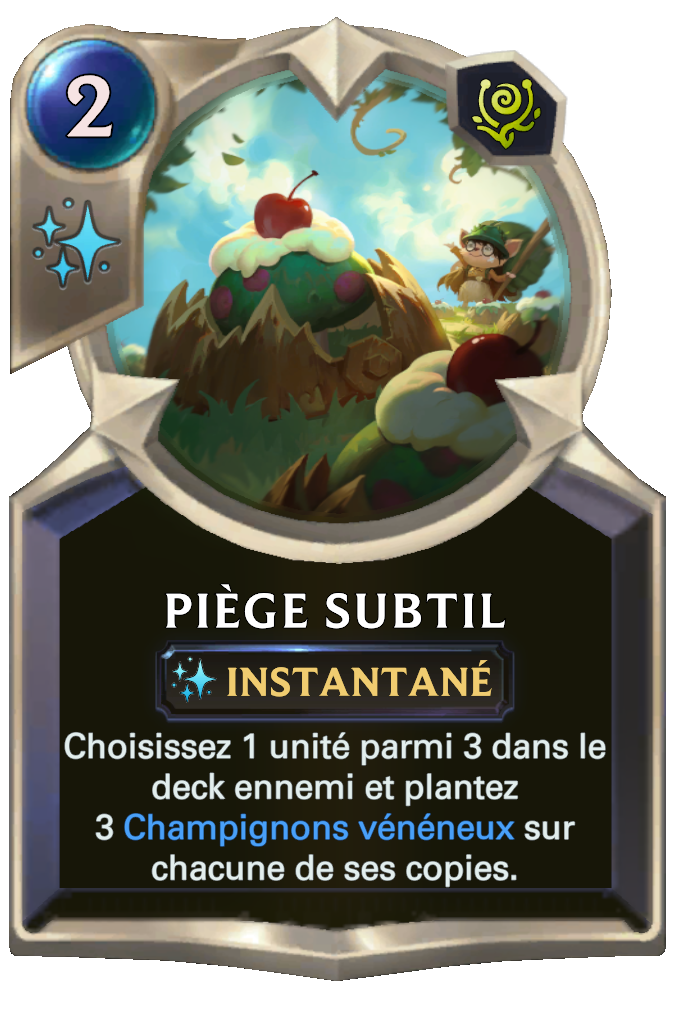 2
PIÈGE SUBTIL
INSTANTANÉ
Choisissez 1 unité parmi 3 dans le
deck ennemi et plantez
3 Champignons vénéneux sur
chacune de ses copies.